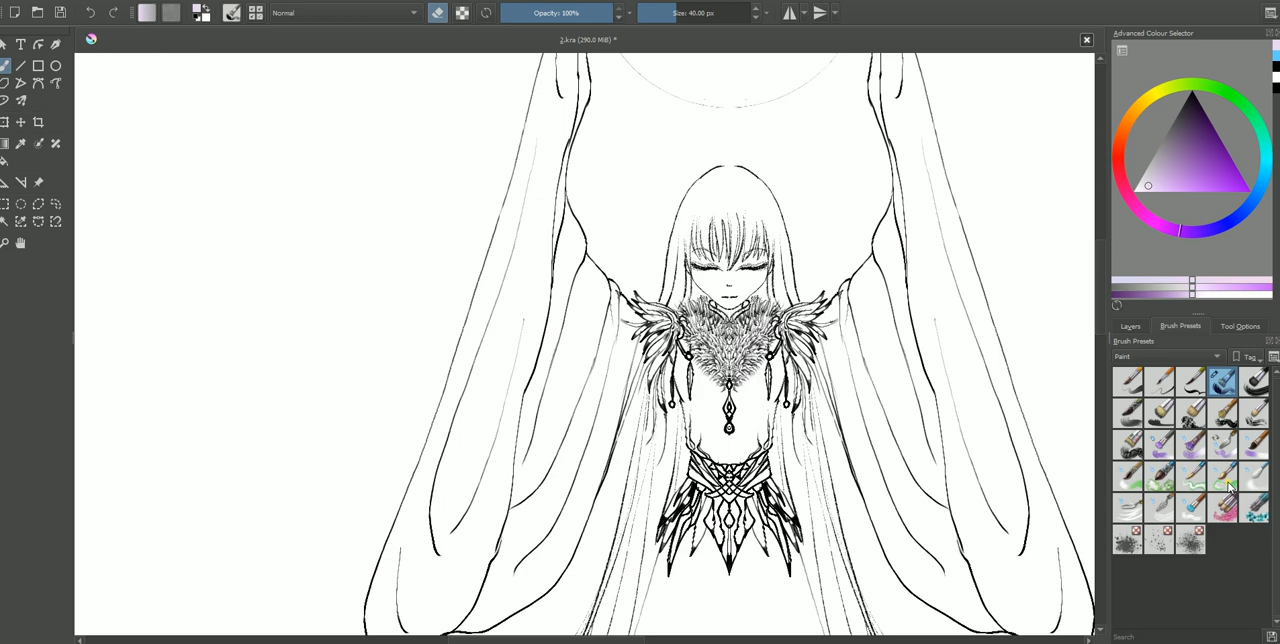 Normal
Opacity: 100%
Size: 40.00 px
2.kra (290.0 MiB) *
Advanced Colour Selector
Layers
Brush Presets
Tool Options
Brush Presets
Paint
Tag
Search